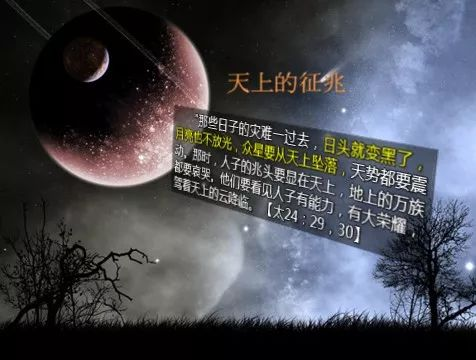 天上的征兆
“那些日子的灾难一过去，日头就变黑了，
月亮也不放光，众星要从天上坠落，天势都要震
动，那时，人子的兆头要显在天上，地上的万族
都要哀哭，他们要看见人子有能力，有大荣耀，
驾着天上的云降临。【太24：29，30】